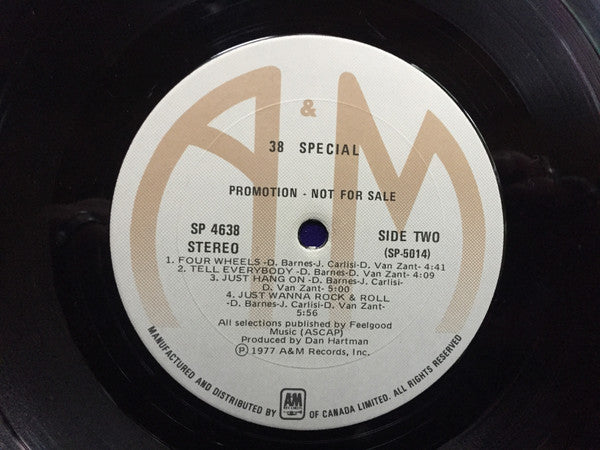 A & M
38 SPECIAL
PROMOTION - NOT FOR SALE
SP 4638
STEREO
SIDE TWO
(SP-5014)
1. FOUR WHEELS -D. Barnes-J. Carlisi-D. Van Zant- 4:41
2. TELL EVERYBODY -D. Barnes-D. Van Zant- 4:09
3. JUST HANG ON -D. Barnes-J. Carlisi
-D. Van Zant- 5:00
4. JUST WANNA ROCK & ROLL
-D. Barnes-J. Carlisi-D. Van Zant-
5:56
All selections published by Feelgood
Music (ASCAP)
Produced by Dan Hartman
Ⓟ 1977 A&M Records, Inc.
MANUFACTURED AND DISTRIBUTED BY A&M RECORDS OF CANADA LIMITED. ALL RIGHTS RESERVED